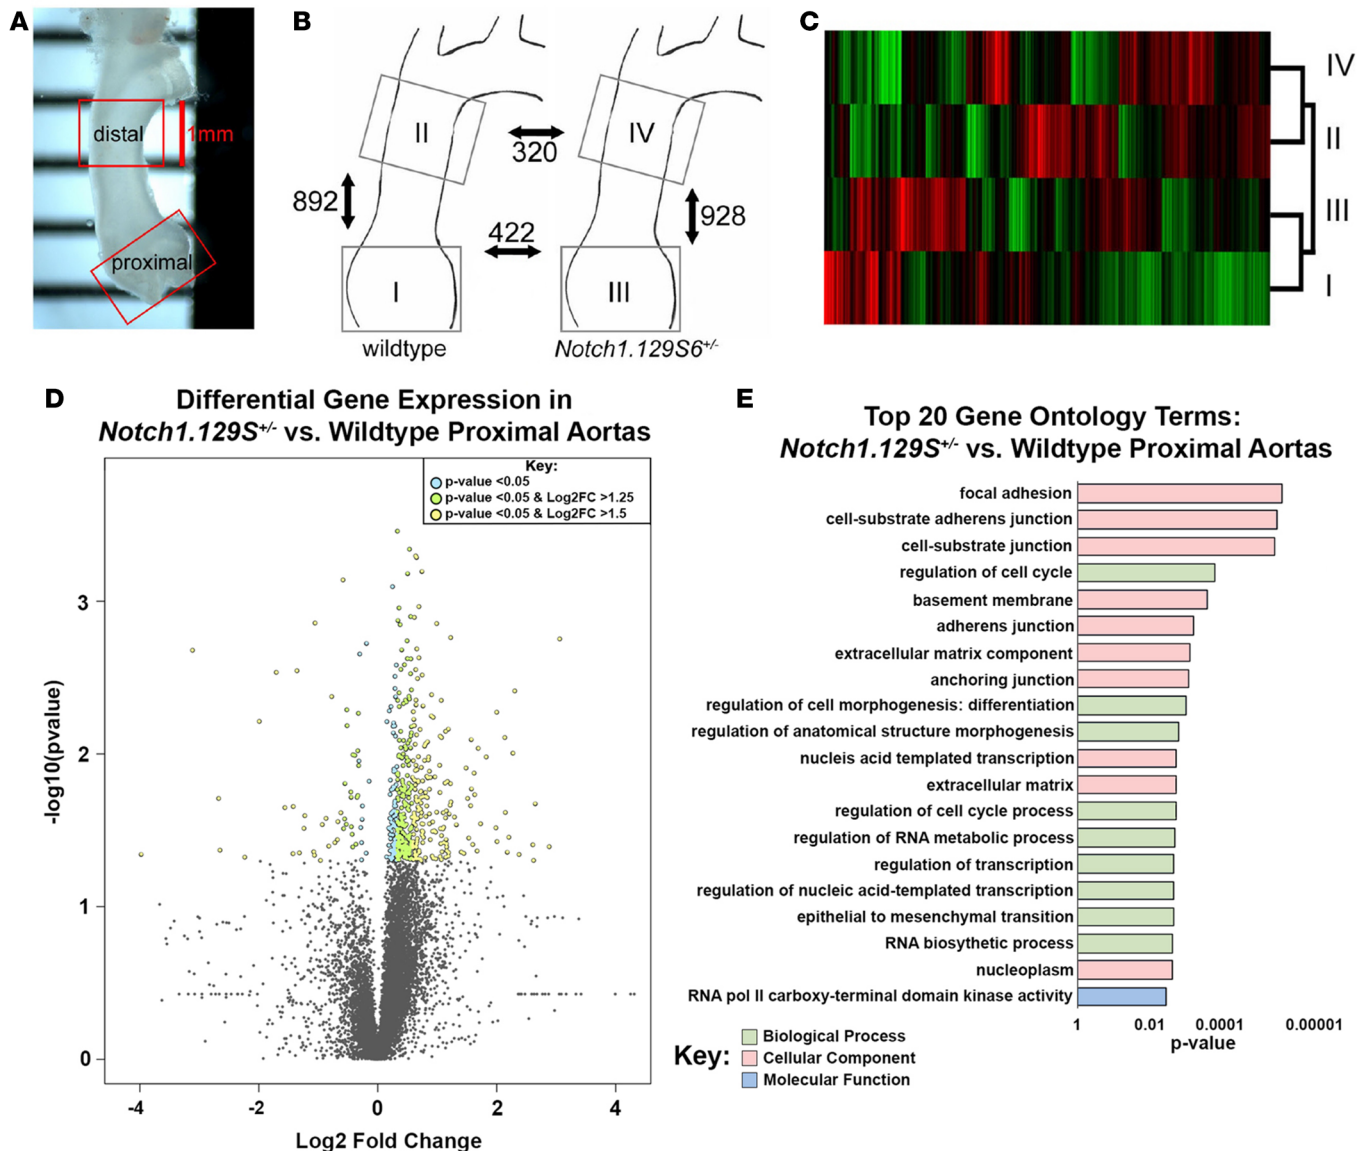 A
distal
1mm
proximal
B
II
IV
320
892
928
422
I
III
wildtype
Notch1.129S6+/-
C
IV
II
III
I
D
Differential Gene Expression in
Notch1.129S+/- vs. Wildtype Proximal Aortas
Key:
p-value <0.05
p-value <0.05 & Log2FC >1.25
p-value <0.05 & Log2FC >1.5
3
2
1
0
-log10(pvalue)
-4
-2
0
2
4
Log2 Fold Change
E
Top 20 Gene Ontology Terms:
Notch1.129S+/- vs. Wildtype Proximal Aortas
focal adhesion
cell-substrate adherens junction
cell-substrate junction
regulation of cell cycle
basement membrane
adherens junction
extracellular matrix component
anchoring junction
regulation of cell morphogenesis: differentiation
regulation of anatomical structure morphogenesis
nucleis acid templated transcription
extracellular matrix
regulation of cell cycle process
regulation of RNA metabolic process
regulation of transcription
regulation of nucleic acid-templated transcription
epithelial to mesenchymal transition
RNA biosythetic process
nucleoplasm
RNA pol II carboxy-terminal domain kinase activity
1
0.01
0.0001
0.00001
p-value
Key:
Biological Process
Cellular Component
Molecular Function